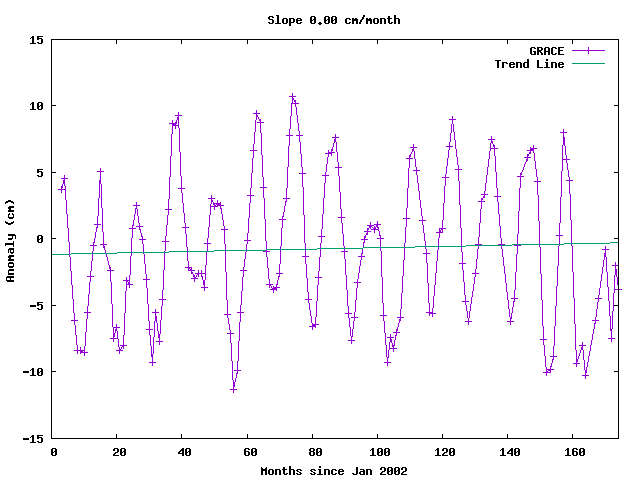 Slope 0.00 cm/month
15
GRACE
Trend Line
10
5
0
-5
-10
-15
Anomaly (cm)
0 20 40 60 80 100 120 140 160
Months since Jan 2002